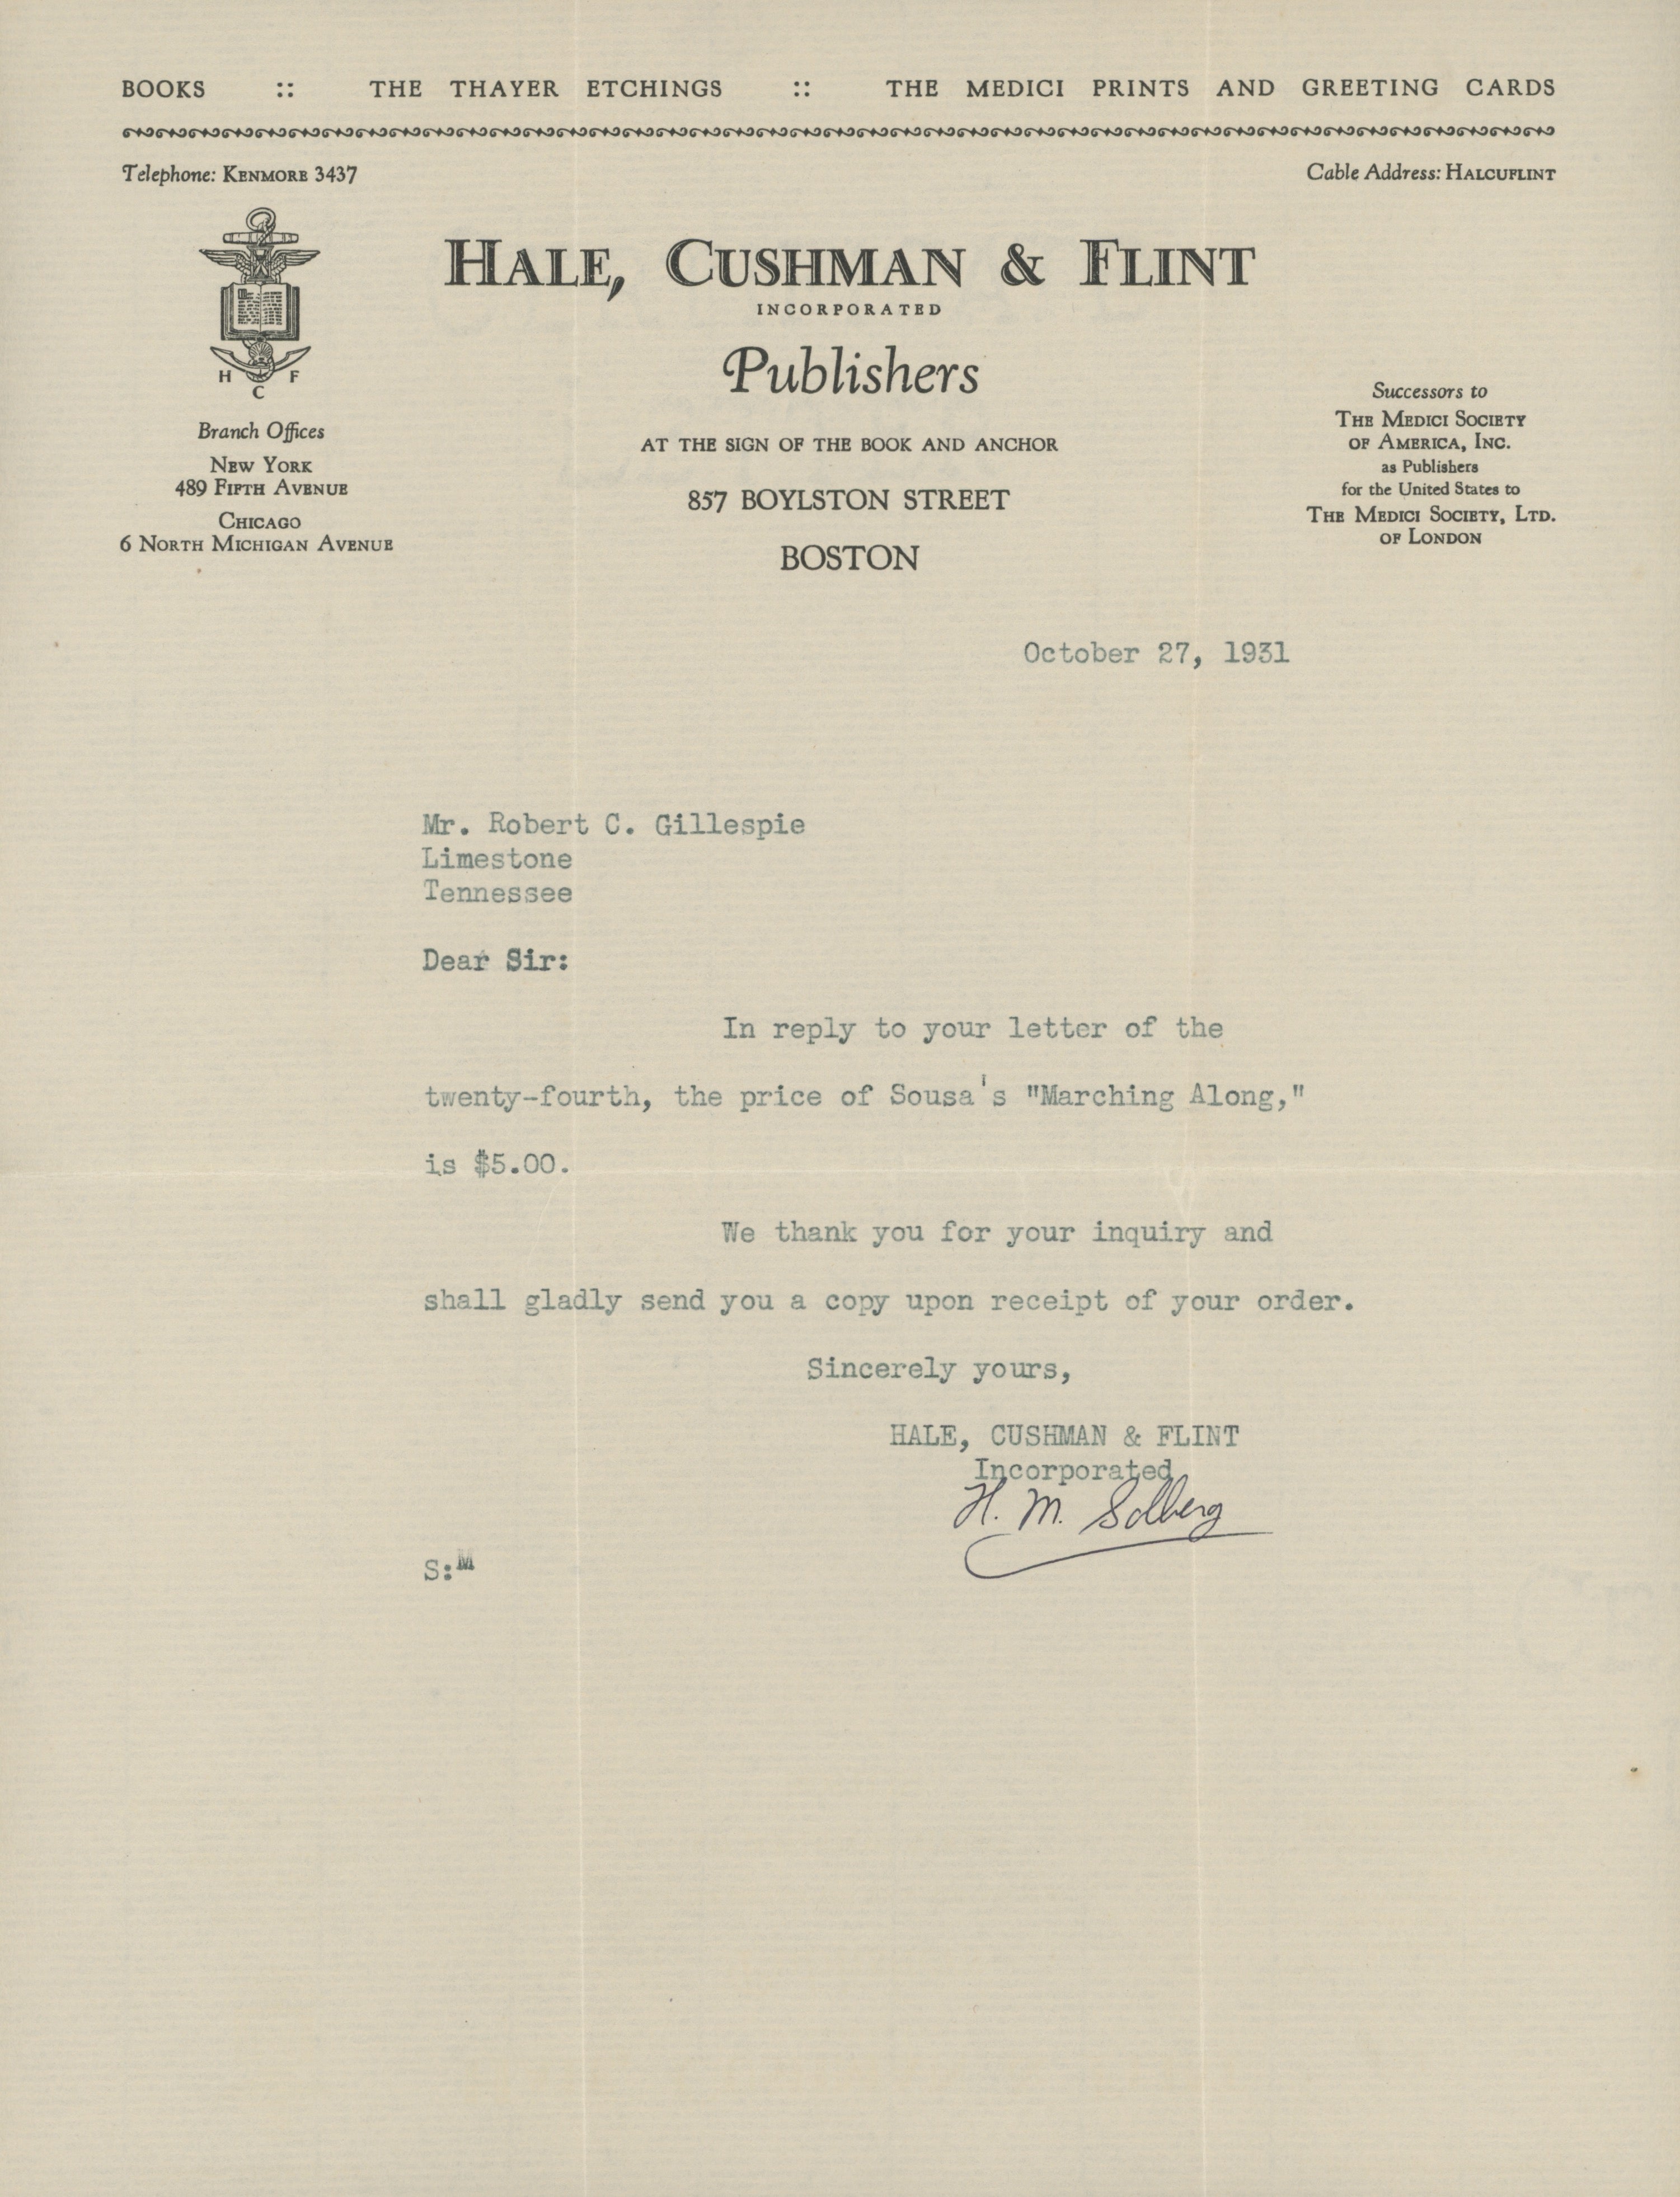 BOOKS :: THE THAYER ETCHINGS :: THE MEDICI PRINTS AND GREETING CARDS
Telephone: KENMORE 3437
Cable Address: HALCUFLINT
H F
C
HALE, CUSHMAN & FLINT
INCORPORATED
Publishers
AT THE SIGN OF THE BOOK AND ANCHOR
857 BOYLSTON STREET
BOSTON
Branch Offices
NEW YORK
489 FIFTH AVENUE
CHICAGO
6 NORTH MICHIGAN AVENUE
Successors to
THE MEDICI SOCIETY
OF AMERICA, INC.
as Publishers
for the United States to
THE MEDICI SOCIETY, LTD.
OF LONDON
October 27, 1931
Mr. Robert C. Gillespie
Limestone
Tennessee
Dear Sir:
In reply to your letter of the
twenty-fourth, the price of Sousa's "Marching Along,"
is $5.00.
We thank you for your inquiry and
shall gladly send you a copy upon receipt of your order.
Sincerely yours,
HALE, CUSHMAN & FLINT
Incorporated
H. M. Solberg
S:M